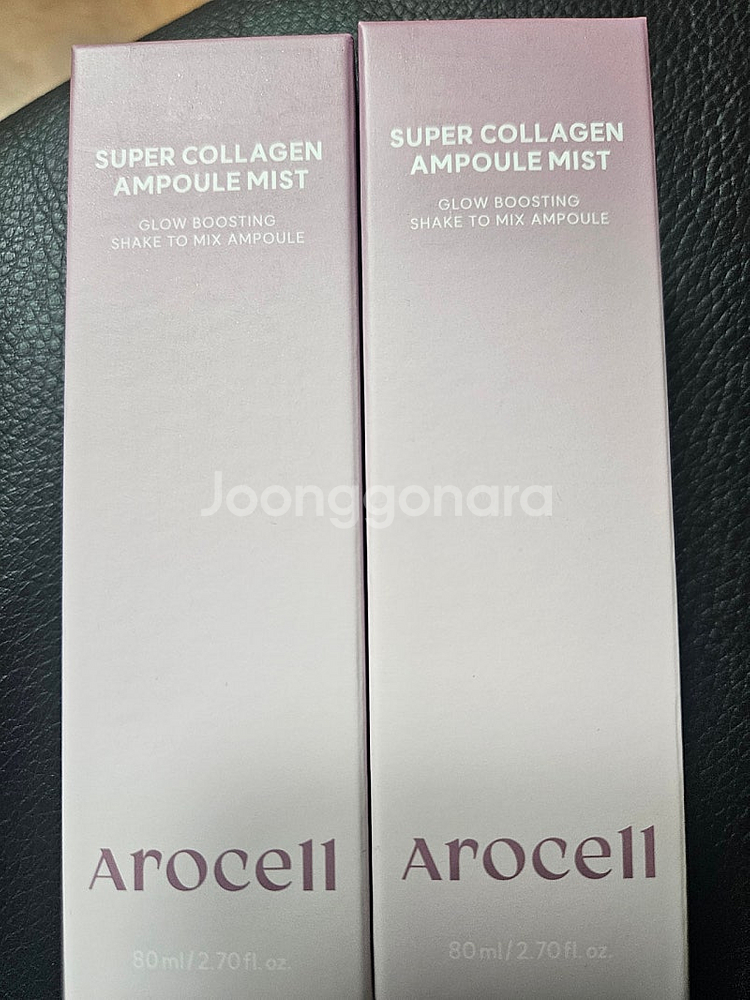 SUPER COLLAGEN
AMPOULE MIST
GLOW BOOSTING
SHAKE TO MIX AMPOULE
Arocell
80ml/2.70fl.oz.
SUPER COLLAGEN
AMPOULE MIST
GLOW BOOSTING
SHAKE TO MIX AMPOULE
Arocell
80ml/2.70fl.oz.
Joonggonara